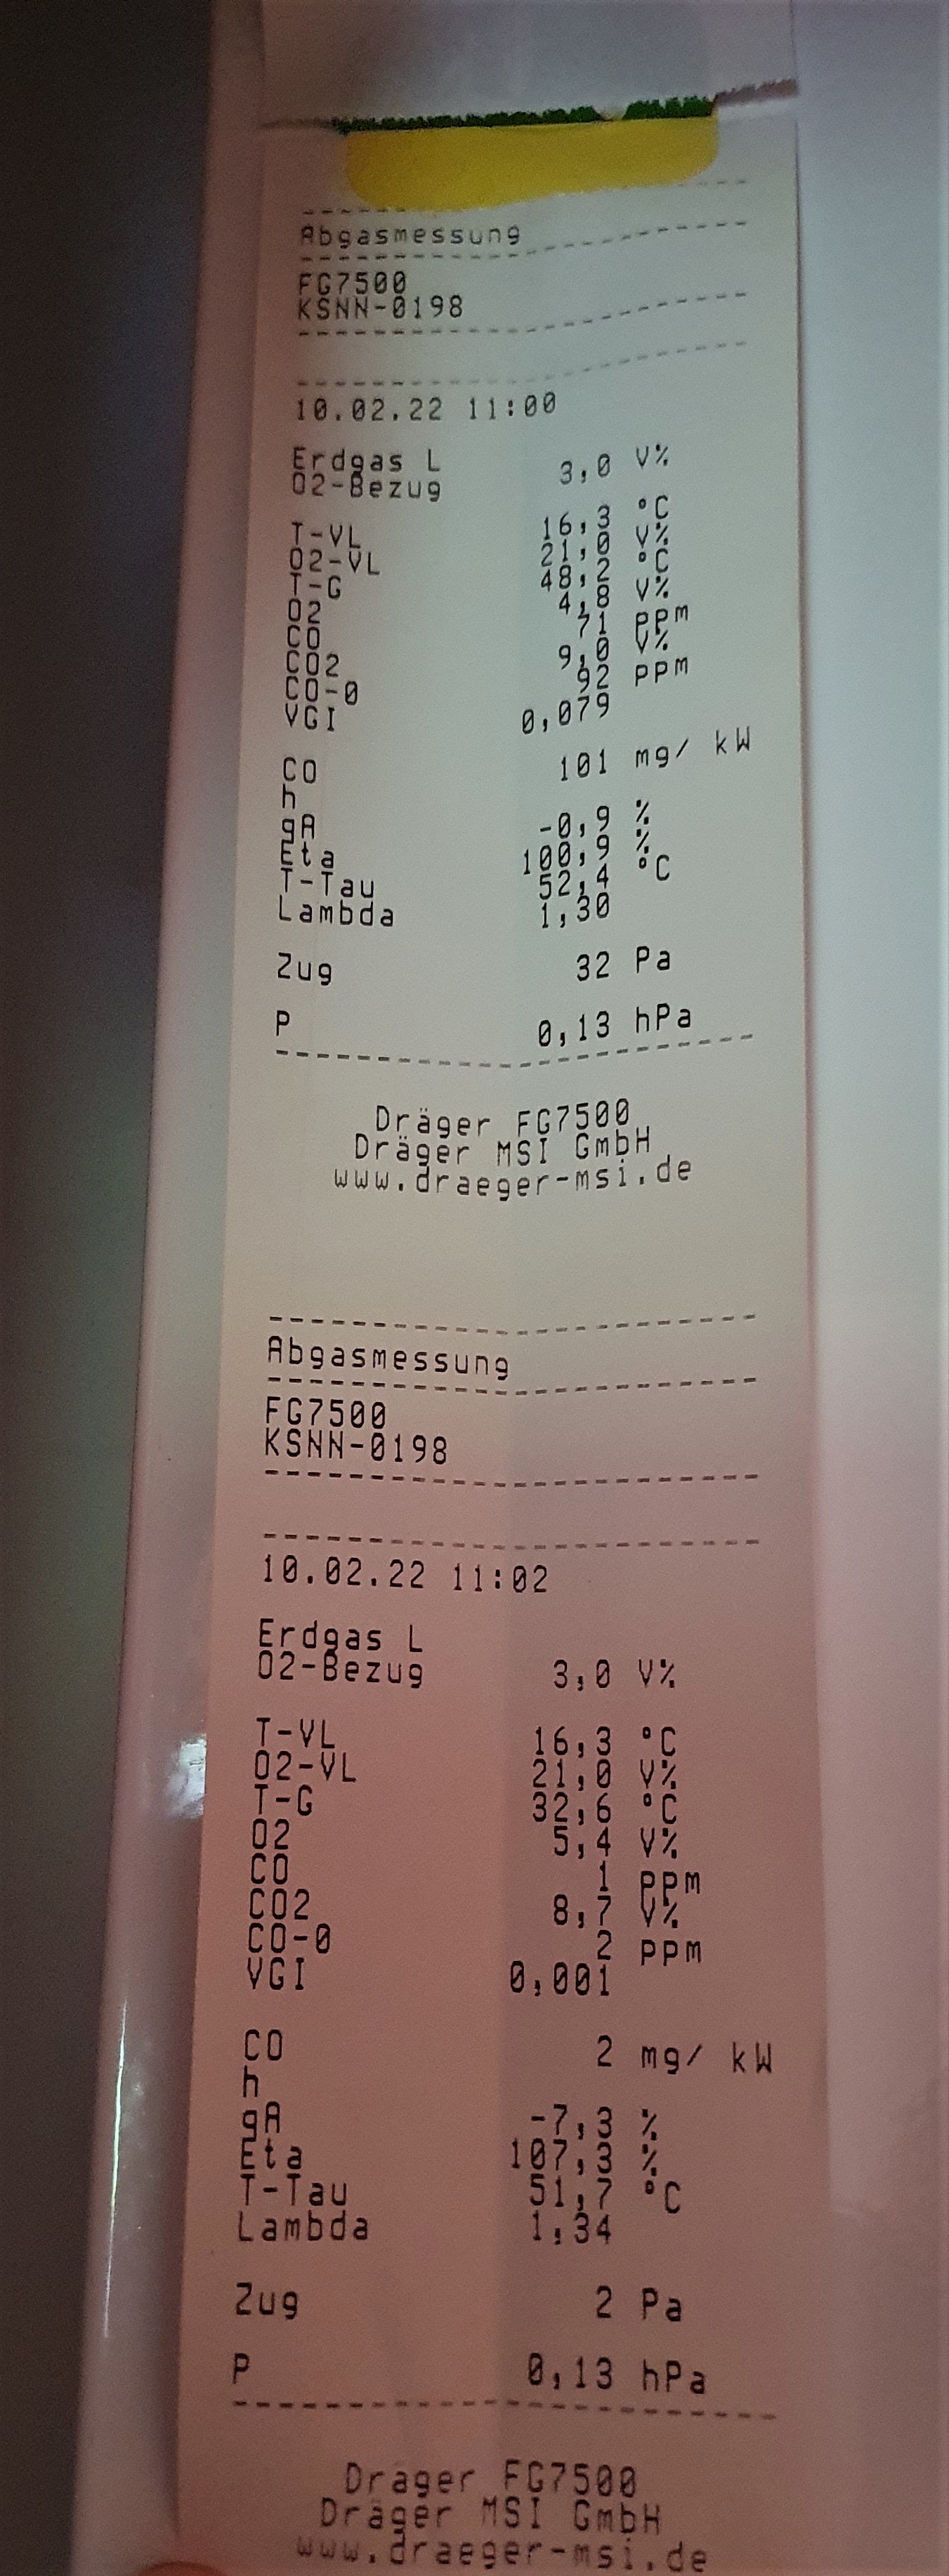 Abgasmessung
FG7500
KSNN-0198
10.02.22 11:00
Erdgas L
O2-Bezug 3,0 V%
T-VL 16,3 °C
O2-VL 21,0 V%
T-G 48,2 °C
O2 4,8 V%
CO 71 ppm
CO2 9,0 V%
CO-0 92 ppm
VGI 0,079
CO 101 mg/ kW
h
gA -0,9 %
Eta 100,9 %
T-Tau 52,4 °C
Lambda 1,30
Zug 32 Pa
P 0,13 hPa
Dräger FG7500
Dräger MSI GmbH
www.draeger-msi.de
Abgasmessung
FG7500
KSNN-0198
10.02.22 11:02
Erdgas L
O2-Bezug 3,0 V%
T-VL 16,3 °C
O2-VL 21,0 V%
T-G 32,6 °C
O2 5,4 V%
CO 1 ppm
CO2 8,7 V%
CO-0 2 ppm
VGI 0,001
CO 2 mg/ kW
h
gA -7,3 %
Eta 107,3 %
T-Tau 51,7 °C
Lambda 1,34
Zug 2 Pa
P 0,13 hPa
Dräger FG7500
Dräger MSI GmbH
www.draeger-msi.de